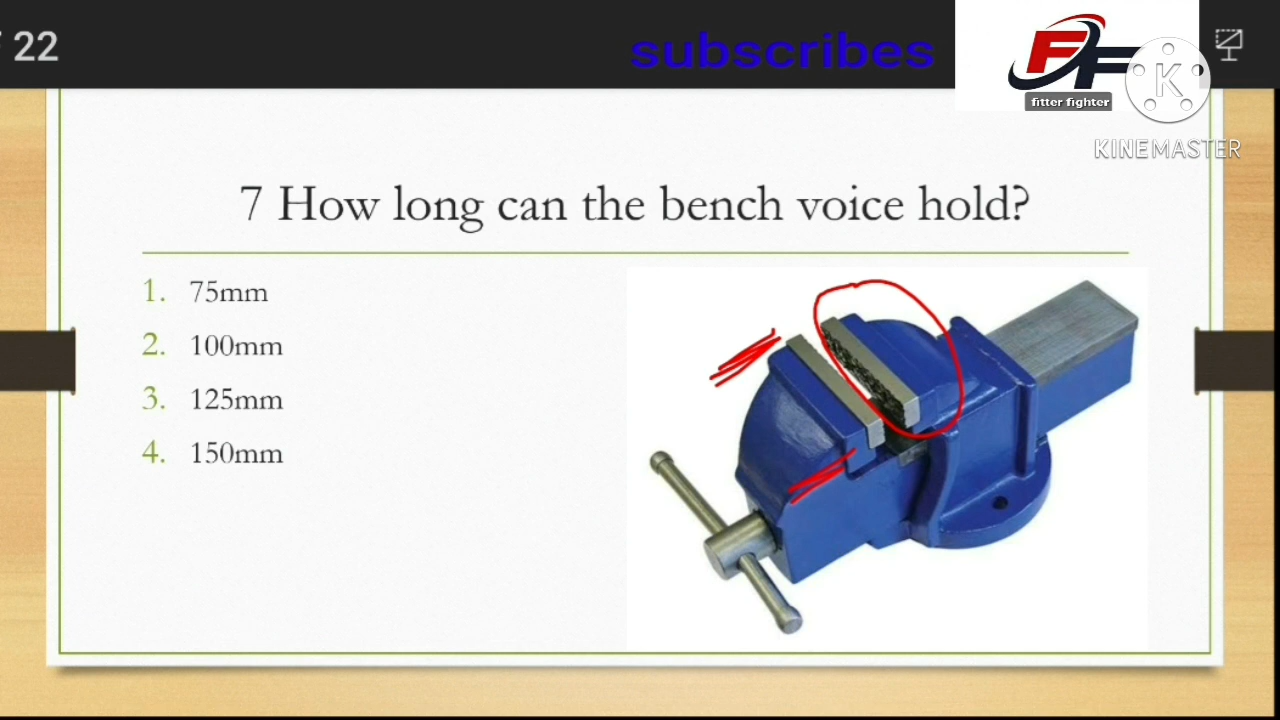 22
subscribes
FF
fitter fighter
K
KINEMASTER
7 How long can the bench voice hold?
1. 75mm
2. 100mm
3. 125mm
4. 150mm